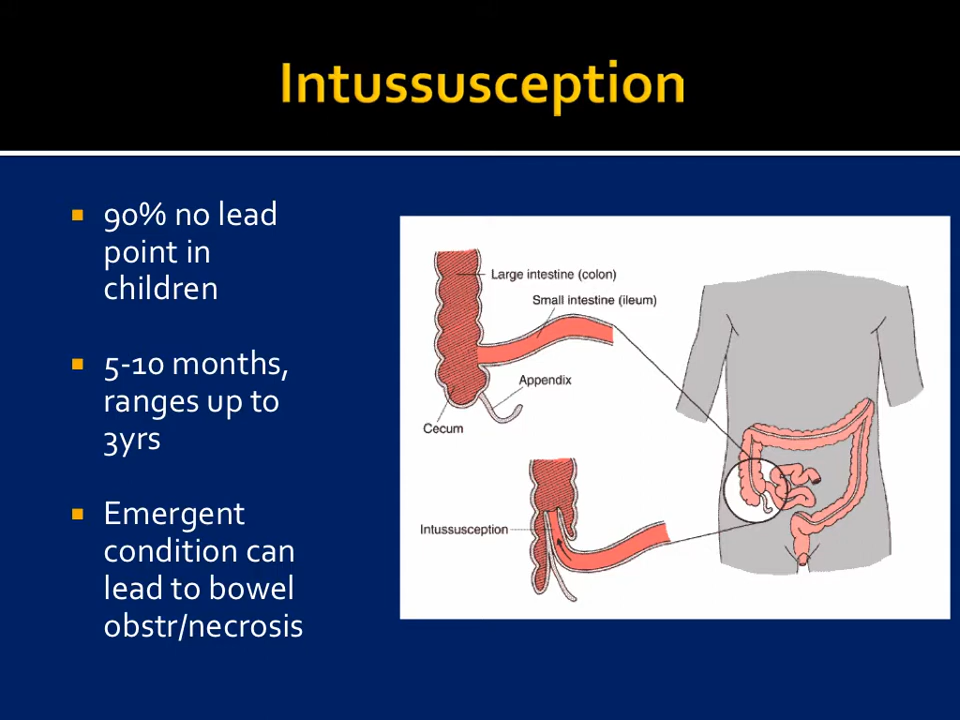 Intussusception
90% no lead
point in
children
5-10 months,
ranges up to
3yrs
Emergent
condition can
lead to bowel
obstr/necrosis
Large intestine (colon)
Small intestine (ileum)
Appendix
Cecum
Intussusception